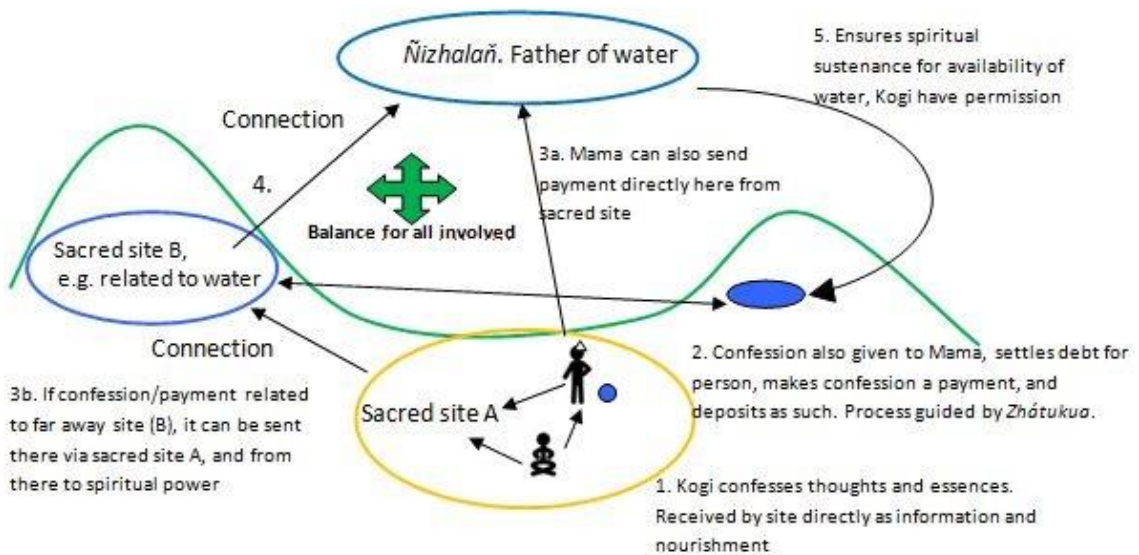 Ñizhalañ. Father of water
5. Ensures spiritual
sustenance for availability of
water, Kogi have permission
Connection
4.
3a. Mama can also send
payment directly here from
sacred site
Balance for all involved
Sacred site B,
e.g. related to water
Connection
3b. If confession/payment related
to far away site (B), it can be sent
there via sacred site A, and from
there to spiritual power
Sacred site A
2. Confession also given to Mama, settles debt for
person, makes confession a payment, and
deposits as such. Process guided by Zhátukua.
1. Kogi confesses thoughts and essences.
Received by site directly as information and
nourishment